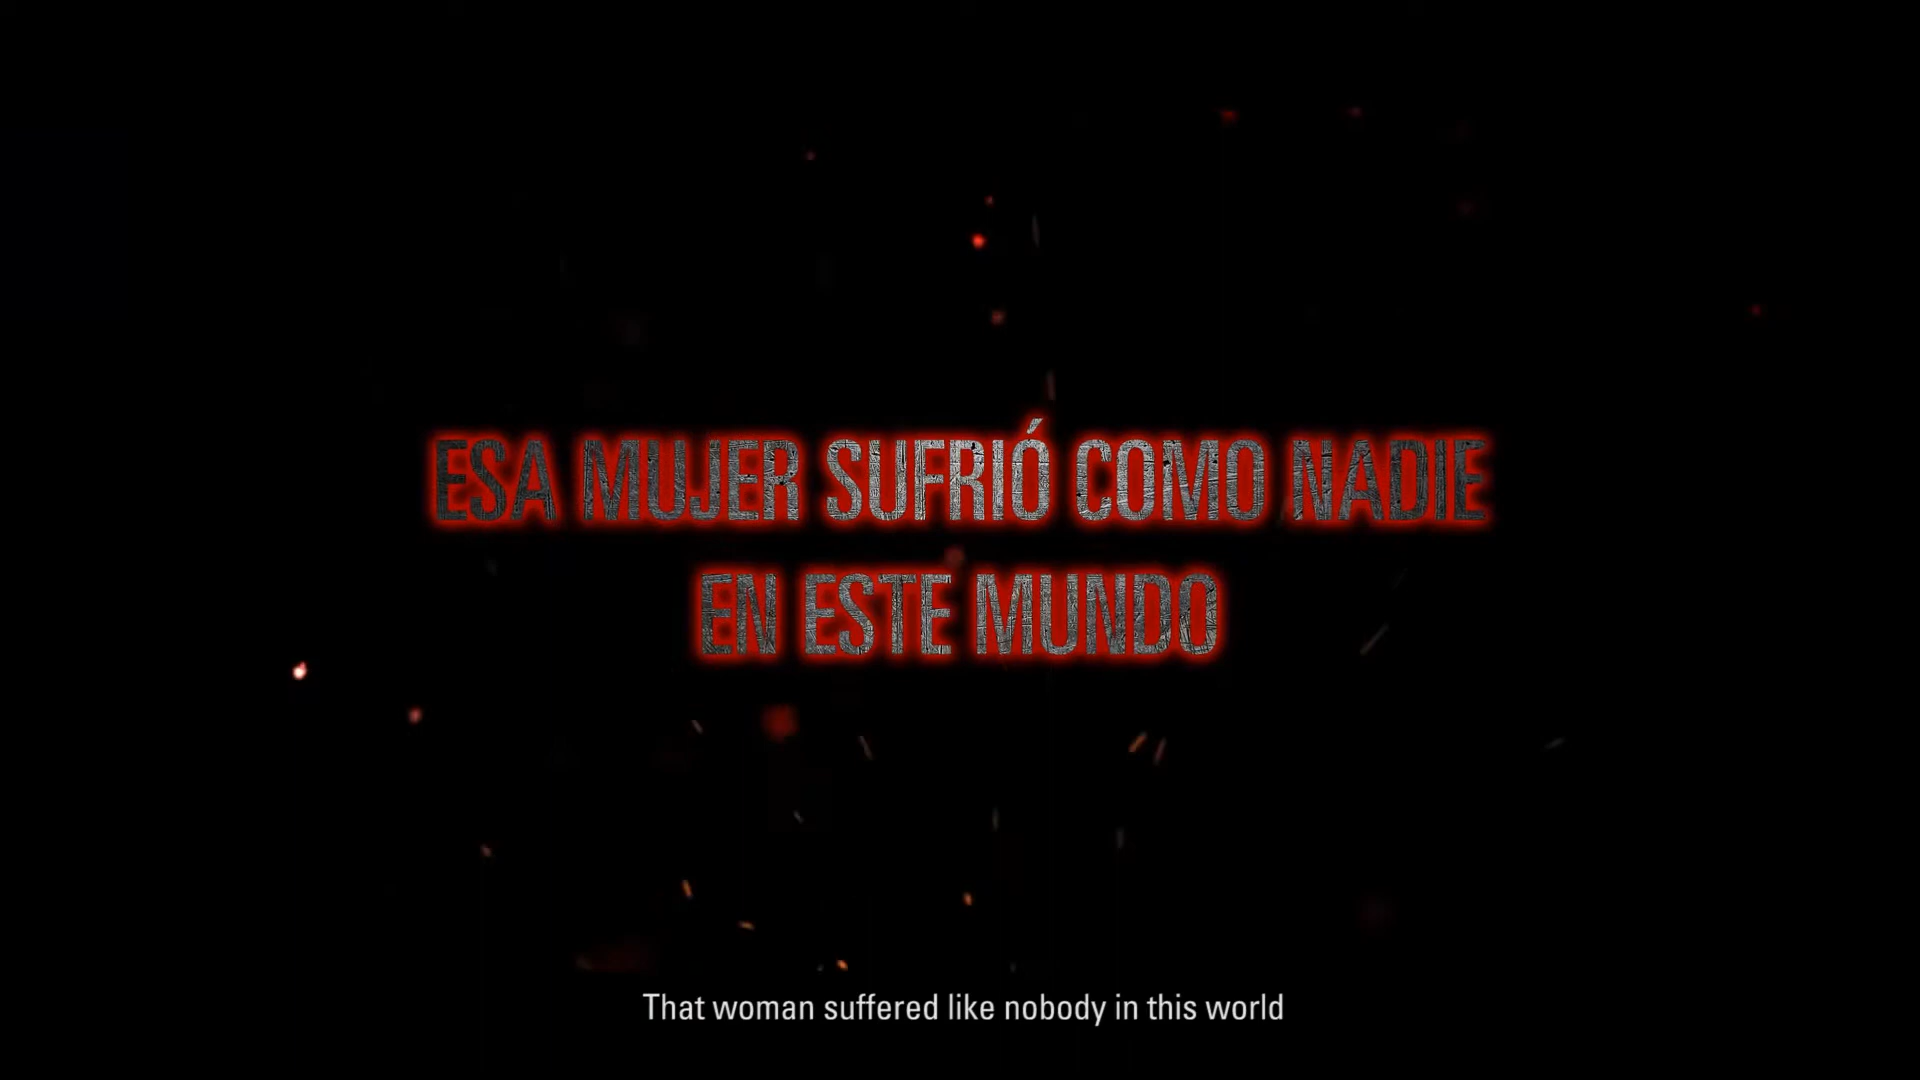 ESA MUJER SUFRIÓ COMO NADIE
EN ESTE MUNDO
That woman suffered like nobody in this world